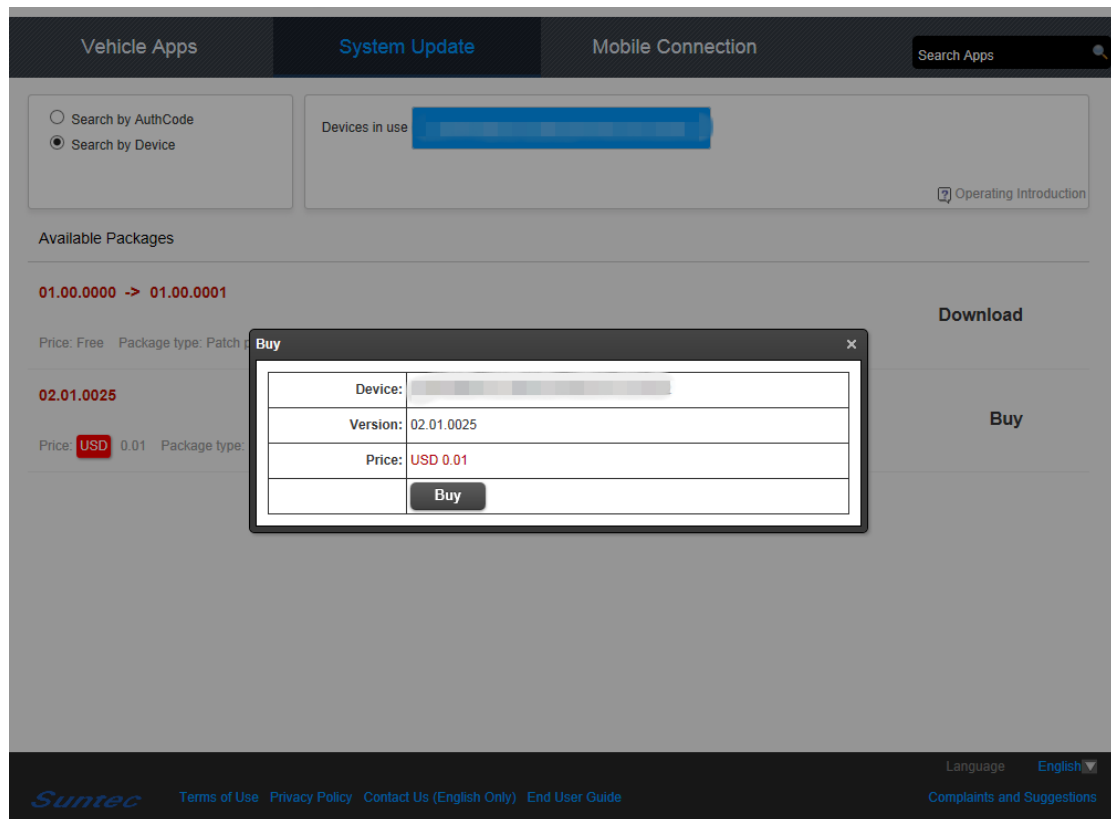 Vehicle Apps System Update Mobile Connection Search Apps
Search by AuthCode
Search by Device
Devices in use
Operating Introduction
Available Packages
01.00.0000 -> 01.00.0001
Download
Price: Free Package type: Patch
Buy ×
Device:
Version: 02.01.0025
Price: USD 0.01
Buy
02.01.0025
Buy
Price: USD 0.01 Package type:
Language English
Suntec Terms of Use Privacy Policy Contact Us (English Only) End User Guide Complaints and Suggestions